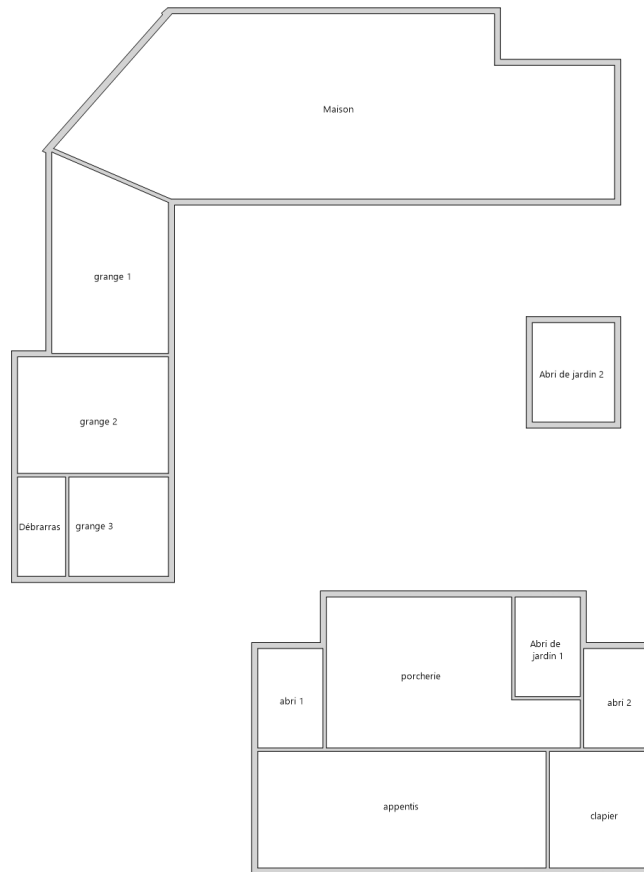 Maison
grange 1
Abri de jardin 2
grange 2
Débrarras
grange 3
Abri de
jardin 1
porcherie
abri 1
abri 2
appentis
clapier